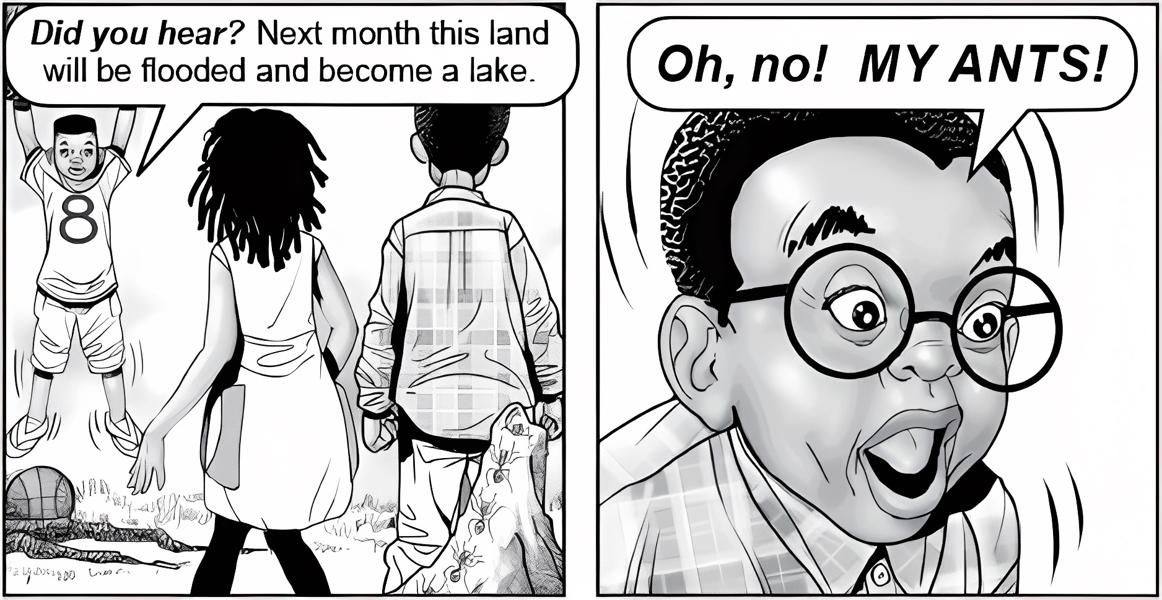 Did you hear? Next month this land
will be flooded and become a lake.
8
Oh, no! MY ANTS!